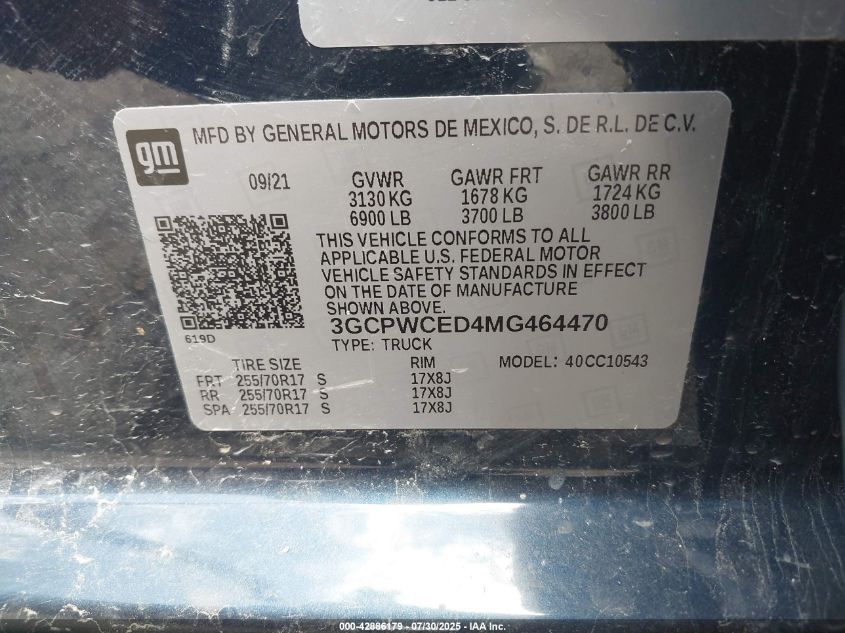 gm
MFD BY GENERAL MOTORS DE MEXICO, S. DE R.L. DE C.V.
09/21 GVWR GAWR FRT GAWR RR
3130 KG 1678 KG 1724 KG
6900 LB 3700 LB 3800 LB
THIS VEHICLE CONFORMS TO ALL
APPLICABLE U.S. FEDERAL MOTOR
VEHICLE SAFETY STANDARDS IN EFFECT
ON THE DATE OF MANUFACTURE
SHOWN ABOVE.
3GCPWCED4MG464470
619D
TYPE: TRUCK
TIRE SIZE RIM MODEL: 40CC10543
FRT 255/70R17 S 17X8J
RR 255/70R17 S 17X8J
SPA 255/70R17 S 17X8J
000-42886179 - 07/30/2025 - IAA Inc.